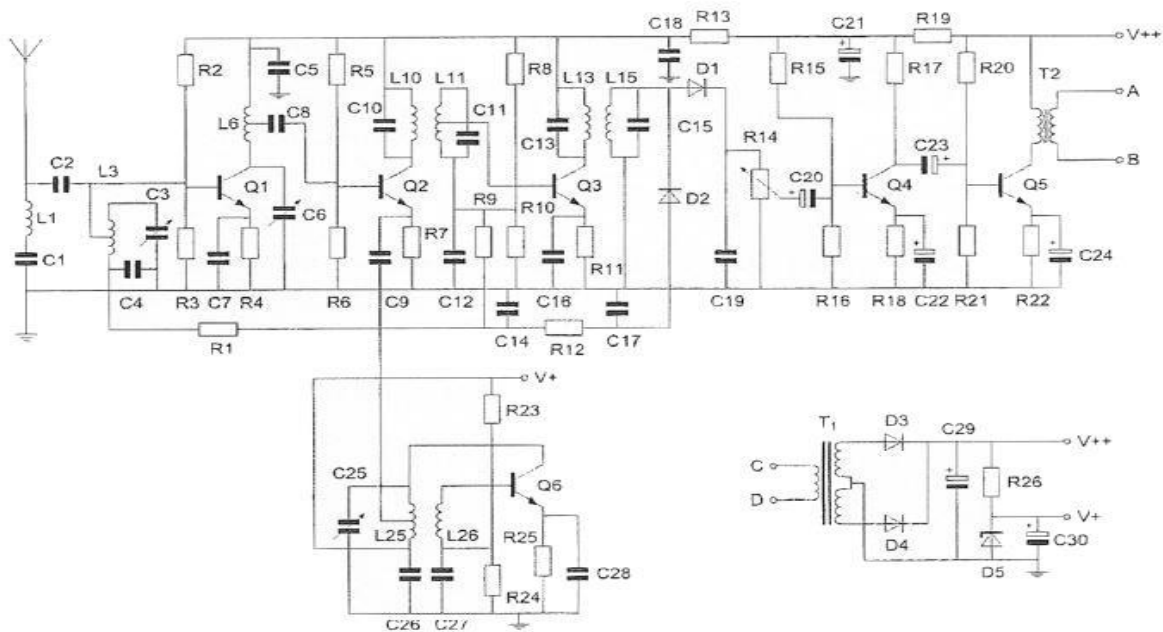 C18 R13 C21 R19
V++
R2 C5 R5 L10 L11 R8 L13 L15 D1 R15 R17 R20 T2
C8 C10 C11 A
L6 C13 C15
R14 C23
C2 L3 B
C3 Q1 Q2 Q3 C20 Q4 Q5
R9 D2
L1 C6 R10
R7
C1 R11 C24
C4 R3 C7 R4 R6 C9 C12 C16 C19 R16 R18 C22 R21 R22
R1 C14 R12 C17
V+
R23
T1 D3 C29
V++
C25 Q6 C
R26
D
L25 L26 R25 V+
D4 C30
C28 D5
R24
C26 C27